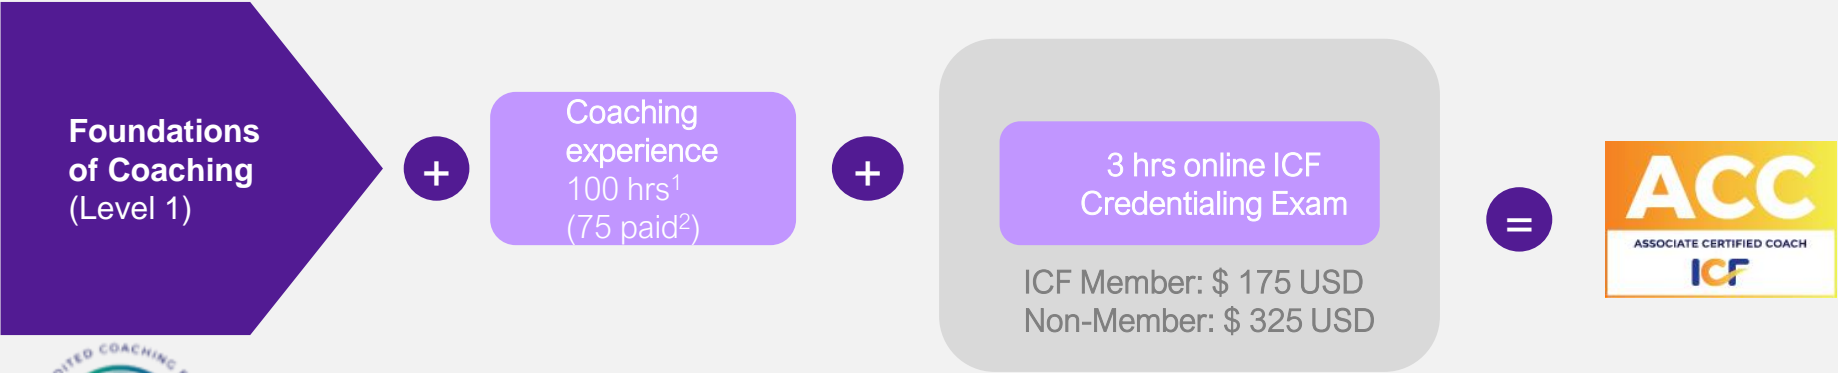 Foundations
of Coaching
(Level 1)
+
Coaching
experience
100 hrs¹
(75 paid²)
+
3 hrs online ICF
Credentialing Exam
ICF Member: $ 175 USD
Non-Member: $ 325 USD
=
ACC
ASSOCIATE CERTIFIED COACH
ICF
COACHING